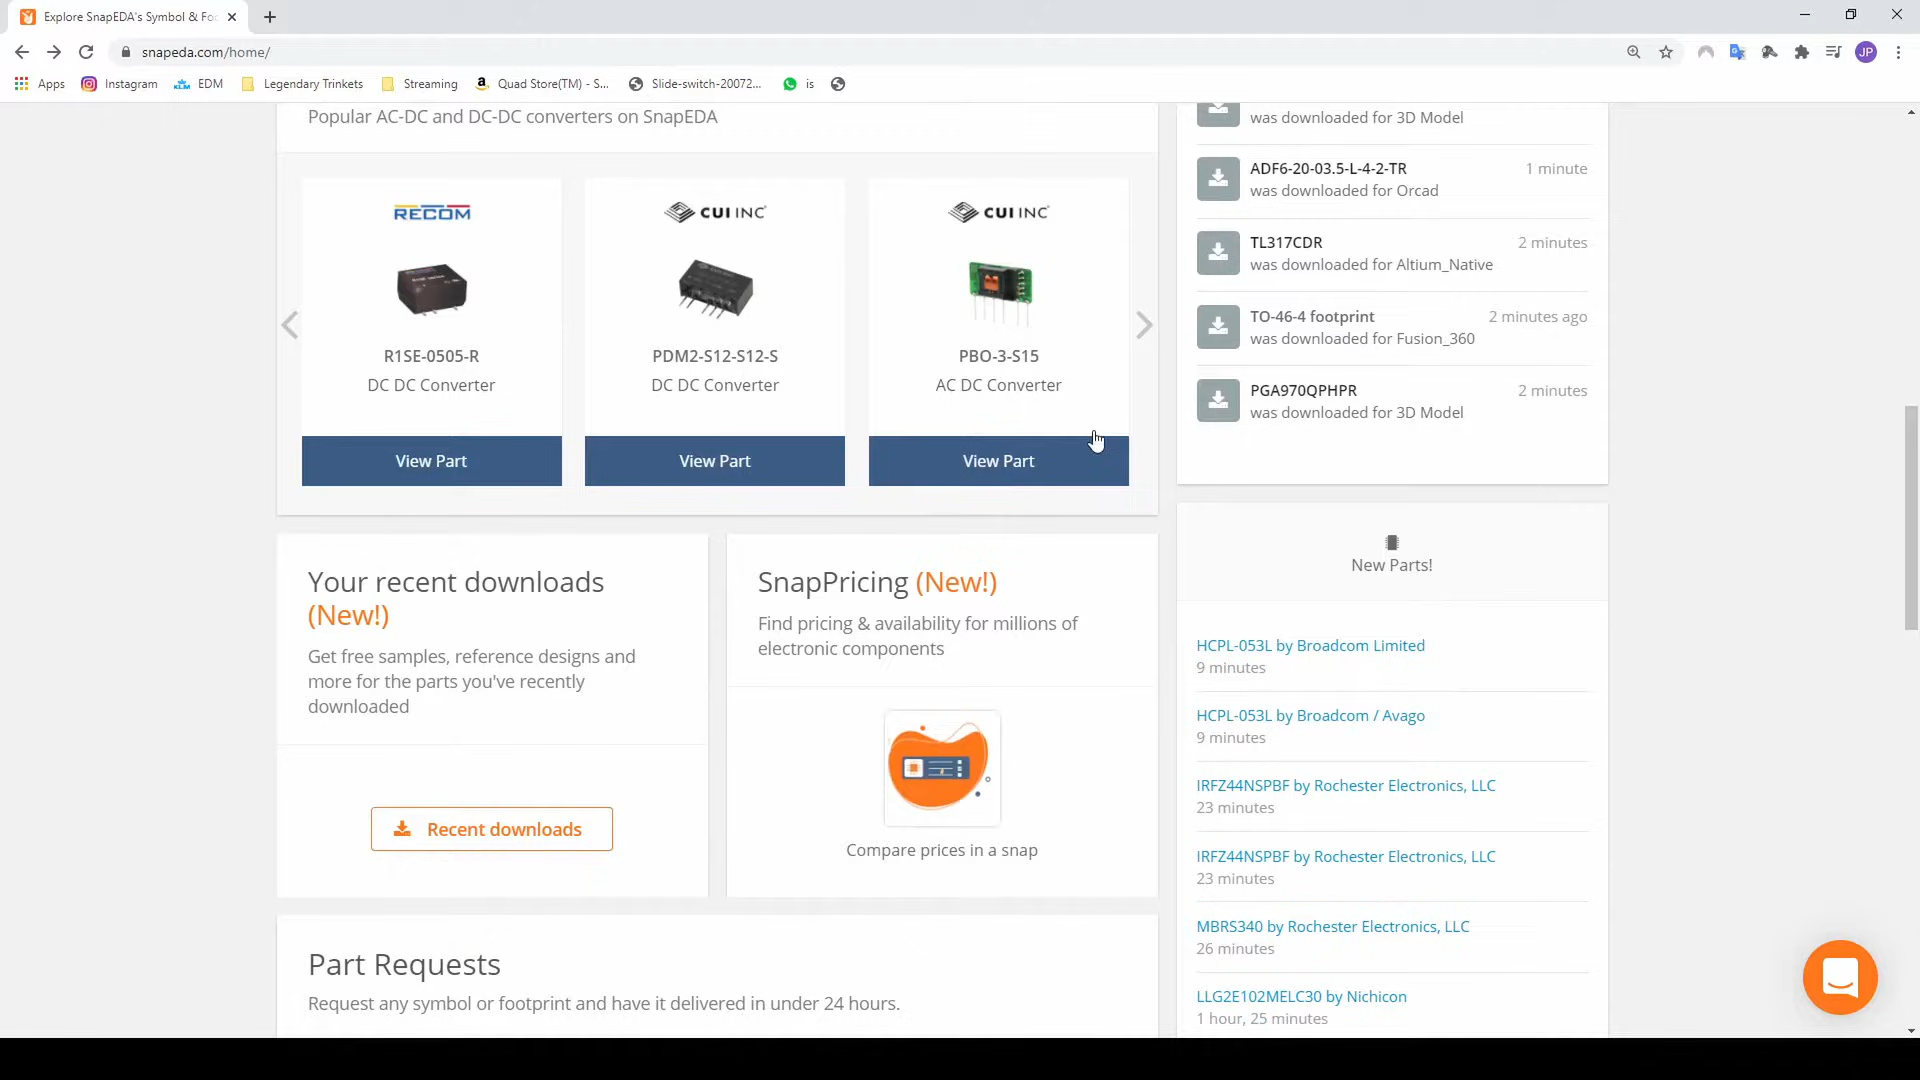 Explore SnapEDA's Symbol & Fo
snapeda.com/home/
JP
Apps
Instagram
KLM
EDM
Legendary Trinkets
Streaming
Quad Store(TM) - S...
Slide-switch-20072...
is
Popular AC-DC and DC-DC converters on SnapEDA
RECOM
R1SE-0505-R
DC DC Converter
View Part
CUI INC
PDM2-S12-S12-S
DC DC Converter
View Part
CUI INC
PBO-3-S15
AC DC Converter
View Part
was downloaded for 3D Model
ADF6-20-03.5-L-4-2-TR
1 minute
was downloaded for Orcad
TL317CDR
2 minutes
was downloaded for Altium_Native
TO-46-4 footprint
2 minutes ago
was downloaded for Fusion_360
PGA970QPHPR
2 minutes
was downloaded for 3D Model
Your recent downloads
(New!)
Get free samples, reference designs and
more for the parts you've recently
downloaded
Recent downloads
SnapPricing (New!)
Find pricing & availability for millions of
electronic components
Compare prices in a snap
New Parts!
HCPL-053L by Broadcom Limited
9 minutes
HCPL-053L by Broadcom / Avago
9 minutes
IRFZ44NSPBF by Rochester Electronics, LLC
23 minutes
IRFZ44NSPBF by Rochester Electronics, LLC
23 minutes
MBRS340 by Rochester Electronics, LLC
26 minutes
LLG2E102MELC30 by Nichicon
1 hour, 25 minutes
Part Requests
Request any symbol or footprint and have it delivered in under 24 hours.